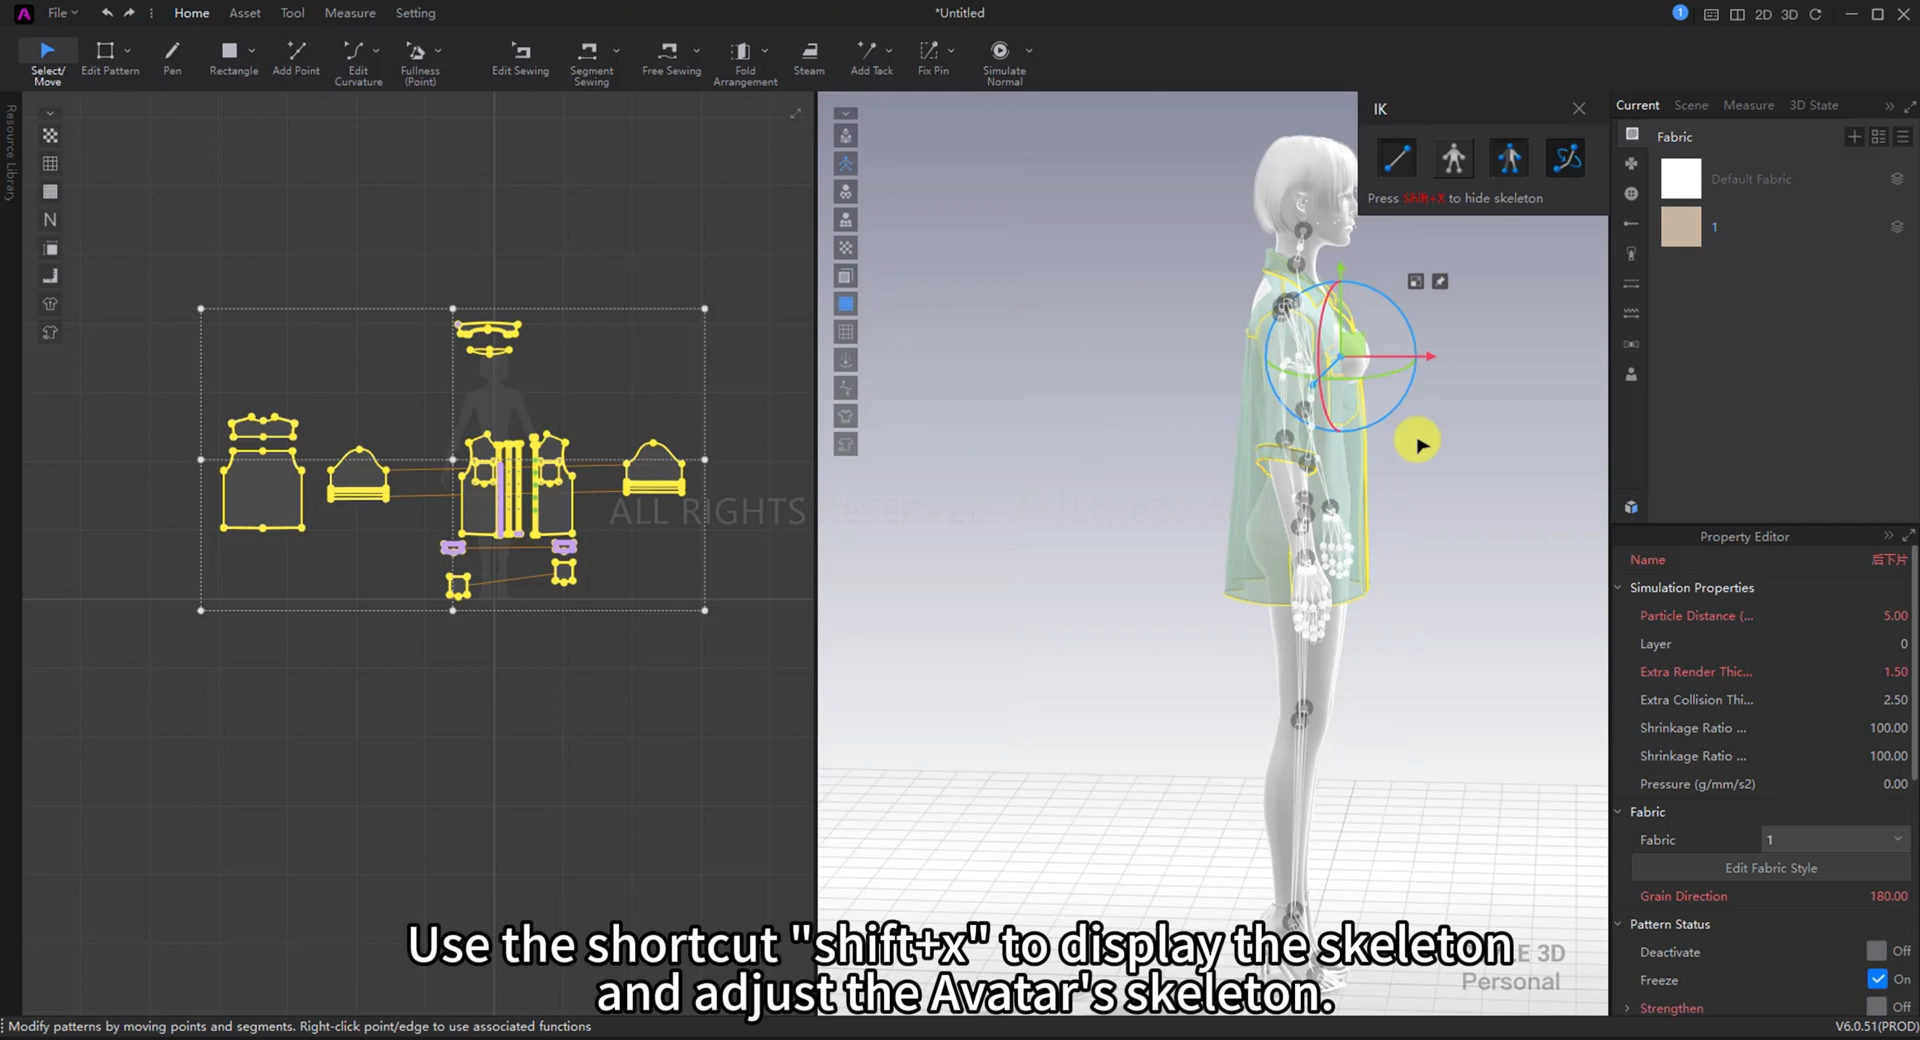 File
Home
Asset
Tool
Measure
Setting
*Untitled
1
2D
3D
Select/
Move
Edit Pattern
Pen
Rectangle
Add Point
Edit
Curvature
Fullness
(Point)
Edit Sewing
Segment
Sewing
Free Sewing
Fold
Arrangement
Steam
Add Tack
Fix Pin
Simulate
Normal
Resource Library
N
IK
Press Shift+X to hide skeleton
Current
Scene
Measure
3D State
Fabric
Default Fabric
1
ALL RIGHTS RESERVED
Property Editor
Name
后下片
Simulation Properties
Particle Distance (...
5.00
Layer
0
Extra Render Thic...
1.50
Extra Collision Thi...
2.50
Shrinkage Ratio ...
100.00
Shrinkage Ratio ...
100.00
Pressure (g/mm/s2)
0.00
Fabric
Fabric
1
Edit Fabric Style
Grain Direction
180.00
Pattern Status
Deactivate
Off
Freeze
On
Strengthen
Off
LE 3D
Personal
Use the shortcut "shift+x" to display the skeleton
and adjust the Avatar's skeleton.
Modify patterns by moving points and segments. Right-click point/edge to use associated functions
V6.0.51(PROD)